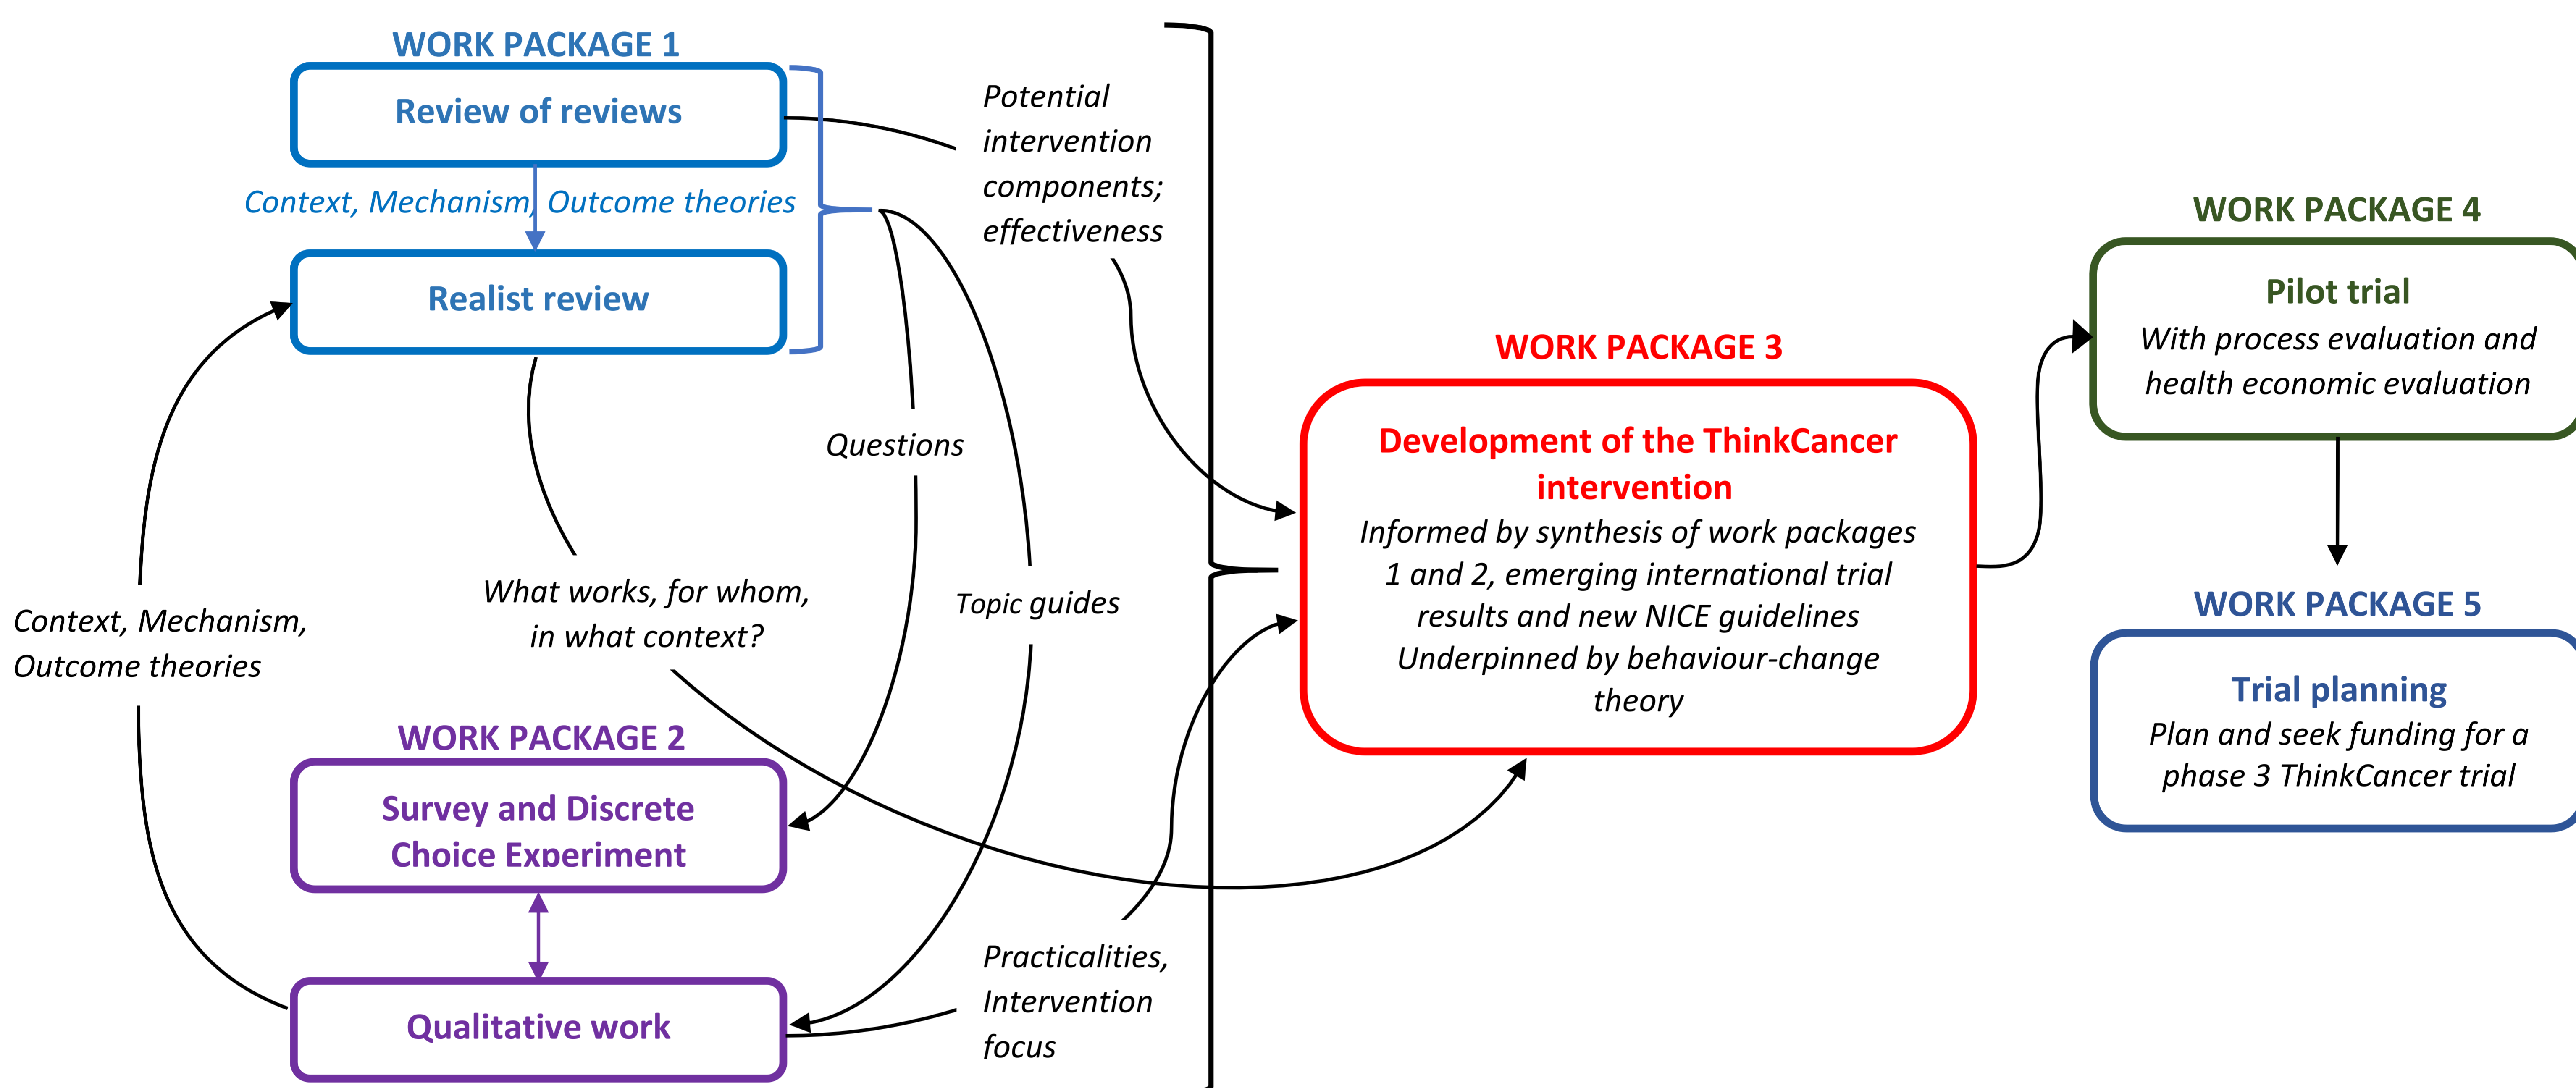 WORK PACKAGE 1
Review of reviews
Context, Mechanism, Outcome theories
Realist review
Potential
intervention
components;
effectiveness
Questions
What works, for whom,
in what context?
Topic guides
Context, Mechanism,
Outcome theories
WORK PACKAGE 2
Survey and Discrete
Choice Experiment
Qualitative work
Practicalities,
Intervention
focus
WORK PACKAGE 3
Development of the ThinkCancer
intervention
Informed by synthesis of work packages
1 and 2, emerging international trial
results and new NICE guidelines
Underpinned by behaviour-change
theory
WORK PACKAGE 4
Pilot trial
With process evaluation and
health economic evaluation
WORK PACKAGE 5
Trial planning
Plan and seek funding for a
phase 3 ThinkCancer trial